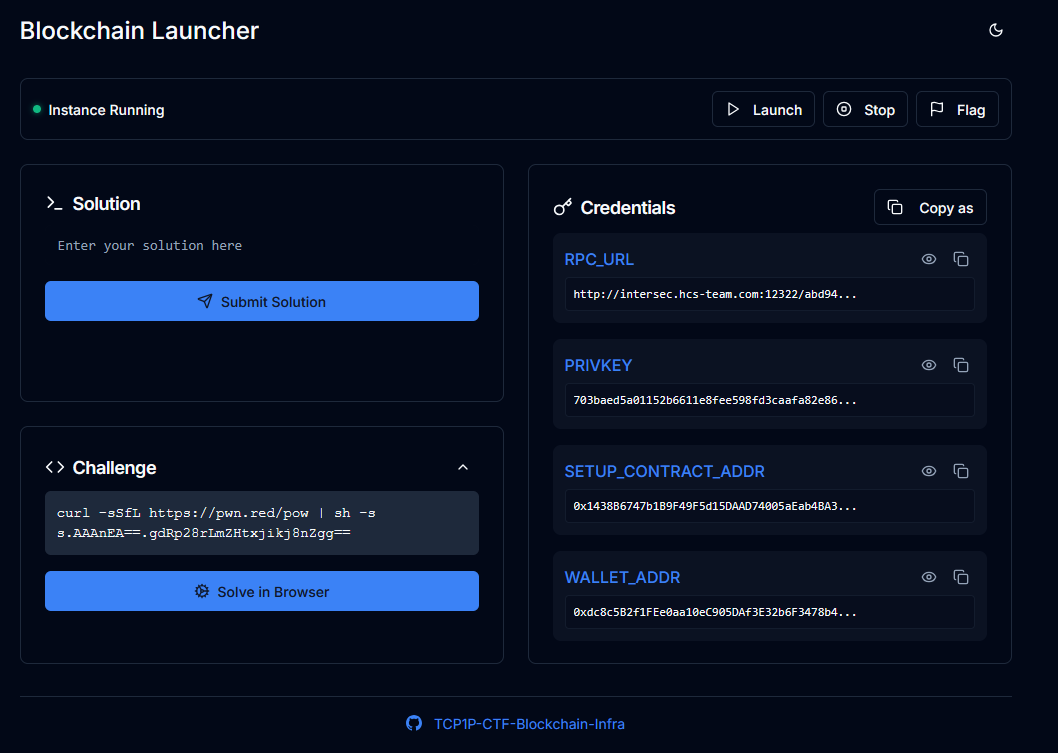 Blockchain Launcher
Instance Running
Launch
Stop
Flag
Solution
Enter your solution here
Submit Solution
Challenge
curl -sSfL https://pwn.red/pow | sh -s
s.AAAnEA==.gdRp28rLmZHtxjikj8nZgg==
Solve in Browser
Credentials
Copy as
RPC_URL
http://intersec.hcs-team.com:12322/abd94...
PRIVKEY
703baed5a01152b6611e8fee598fd3caafa82e86...
SETUP_CONTRACT_ADDR
0x1438B6747b1B9F49F5d15DAAD74005aEab4BA3...
WALLET_ADDR
0xdc8c5B2f1FEe0aa10eC905DAf3E32b6F3478b4...
TCP1P-CTF-Blockchain-Infra